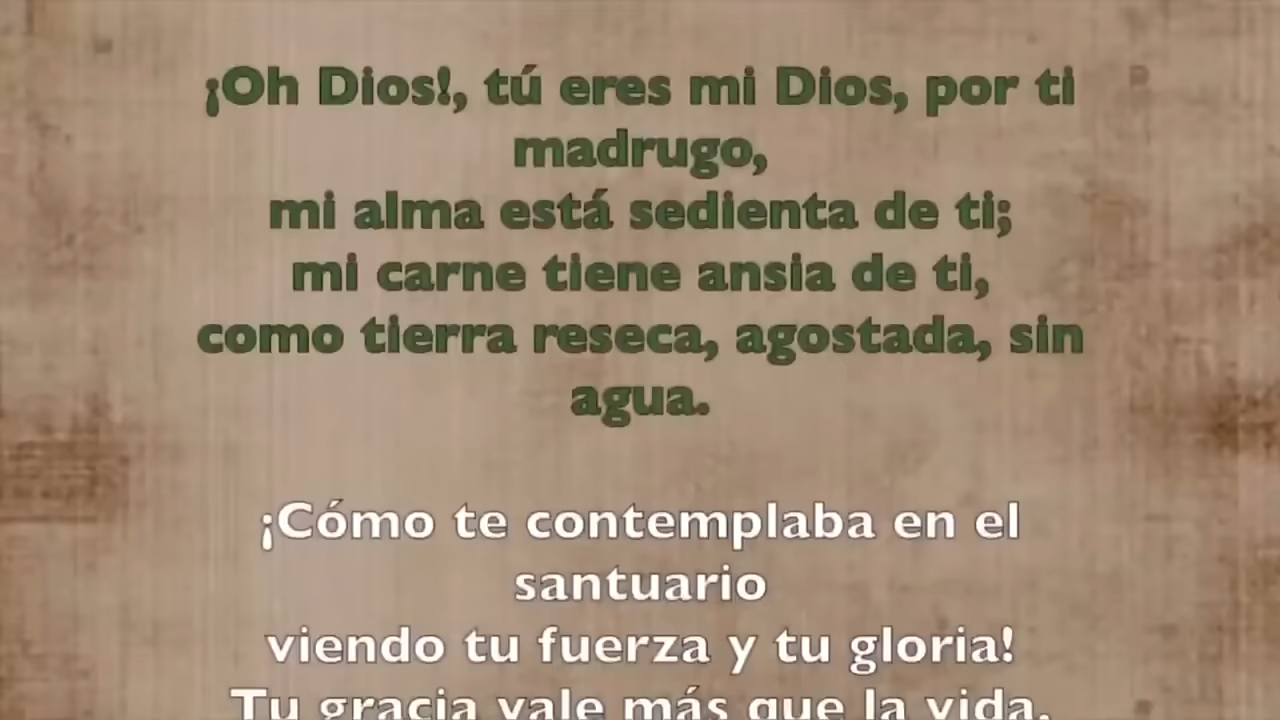 ¡Oh Dios!, tú eres mi Dios, por ti
madrugo,
mi alma está sedienta de ti;
mi carne tiene ansia de ti,
como tierra reseca, agostada, sin
agua.
¡Cómo te contemplaba en el
santuario
viendo tu fuerza y tu gloria!
Tu gracia vale más que la vida,